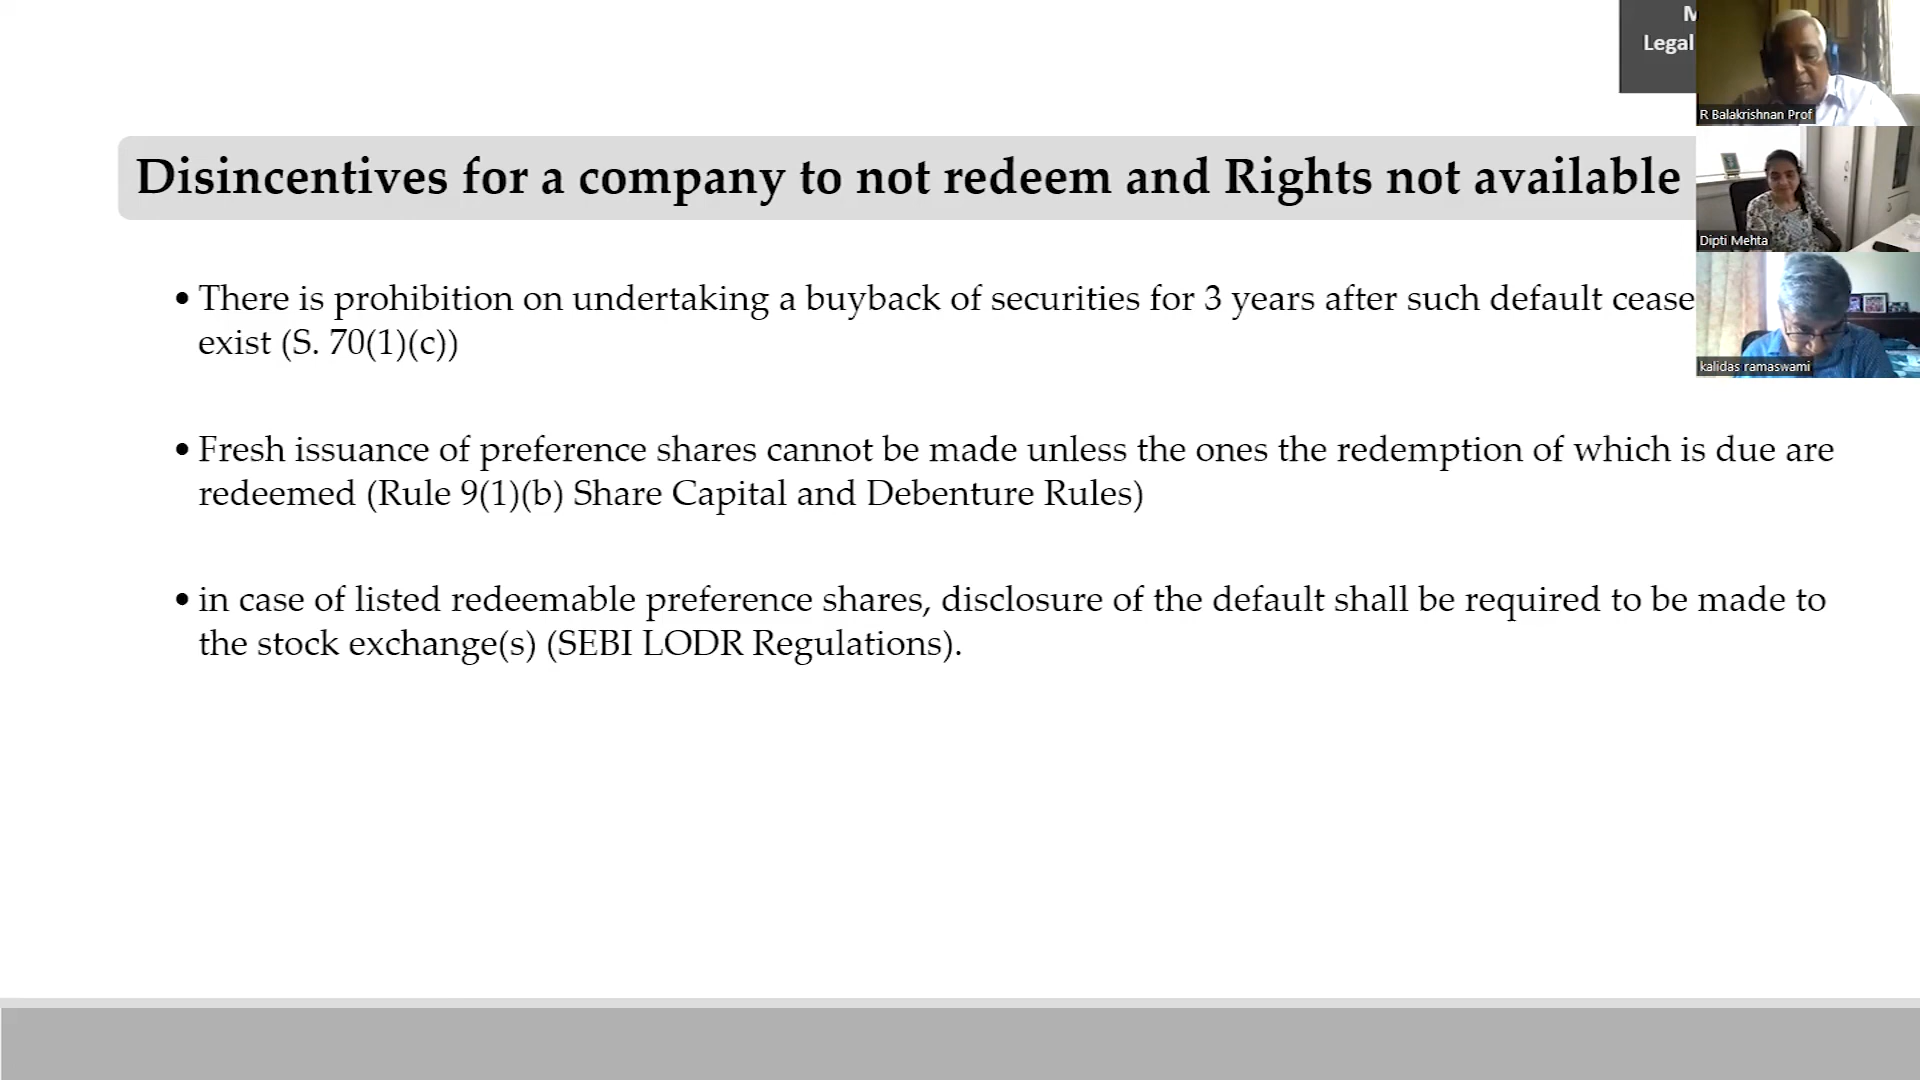 Legal
R Balakrishnan Prof
Disincentives for a company to not redeem and Rights not available
Dipti Mehta
• There is prohibition on undertaking a buyback of securities for 3 years after such default cease
exist (S. 70(1)(c))
kalidas ramaswami
• Fresh issuance of preference shares cannot be made unless the ones the redemption of which is due are
redeemed (Rule 9(1)(b) Share Capital and Debenture Rules)
• in case of listed redeemable preference shares, disclosure of the default shall be required to be made to
the stock exchange(s) (SEBI LODR Regulations).